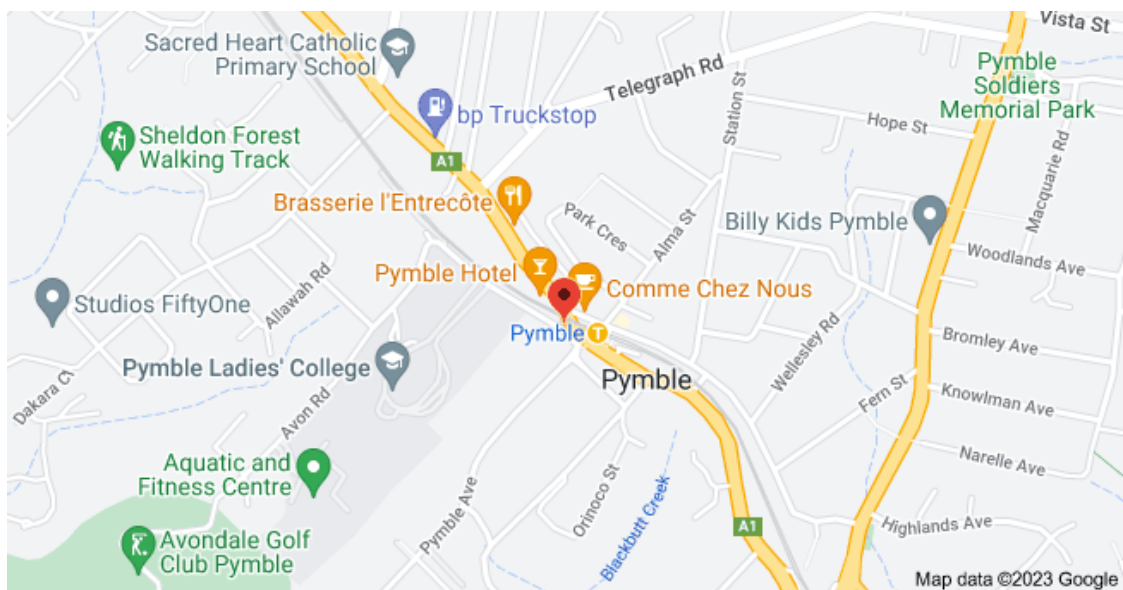 Vista St
Sacred Heart Catholic
Primary School
Pymble
Soldiers
Memorial Park
Telegraph Rd
bp Truckstop
Station St
Hope St
Macquarie Rd
Sheldon Forest
Walking Track
A1
Brasserie l'Entrecôte
Park Cres
Alma St
Billy Kids Pymble
Woodlands Ave
Pymble Hotel
Comme Chez Nous
Allawah Rd
Studios FiftyOne
Pymble
T
Wellesley Rd
Bromley Ave
Pymble Ladies' College
Pymble
Dakara Cl
Avon Rd
Fern St
Knowlman Ave
Narelle Ave
Aquatic and
Fitness Centre
Pymble Ave
Orinoco St
Blackbutt Creek
A1
Highlands Ave
Avondale Golf
Club Pymble
Map data ©2023 Google